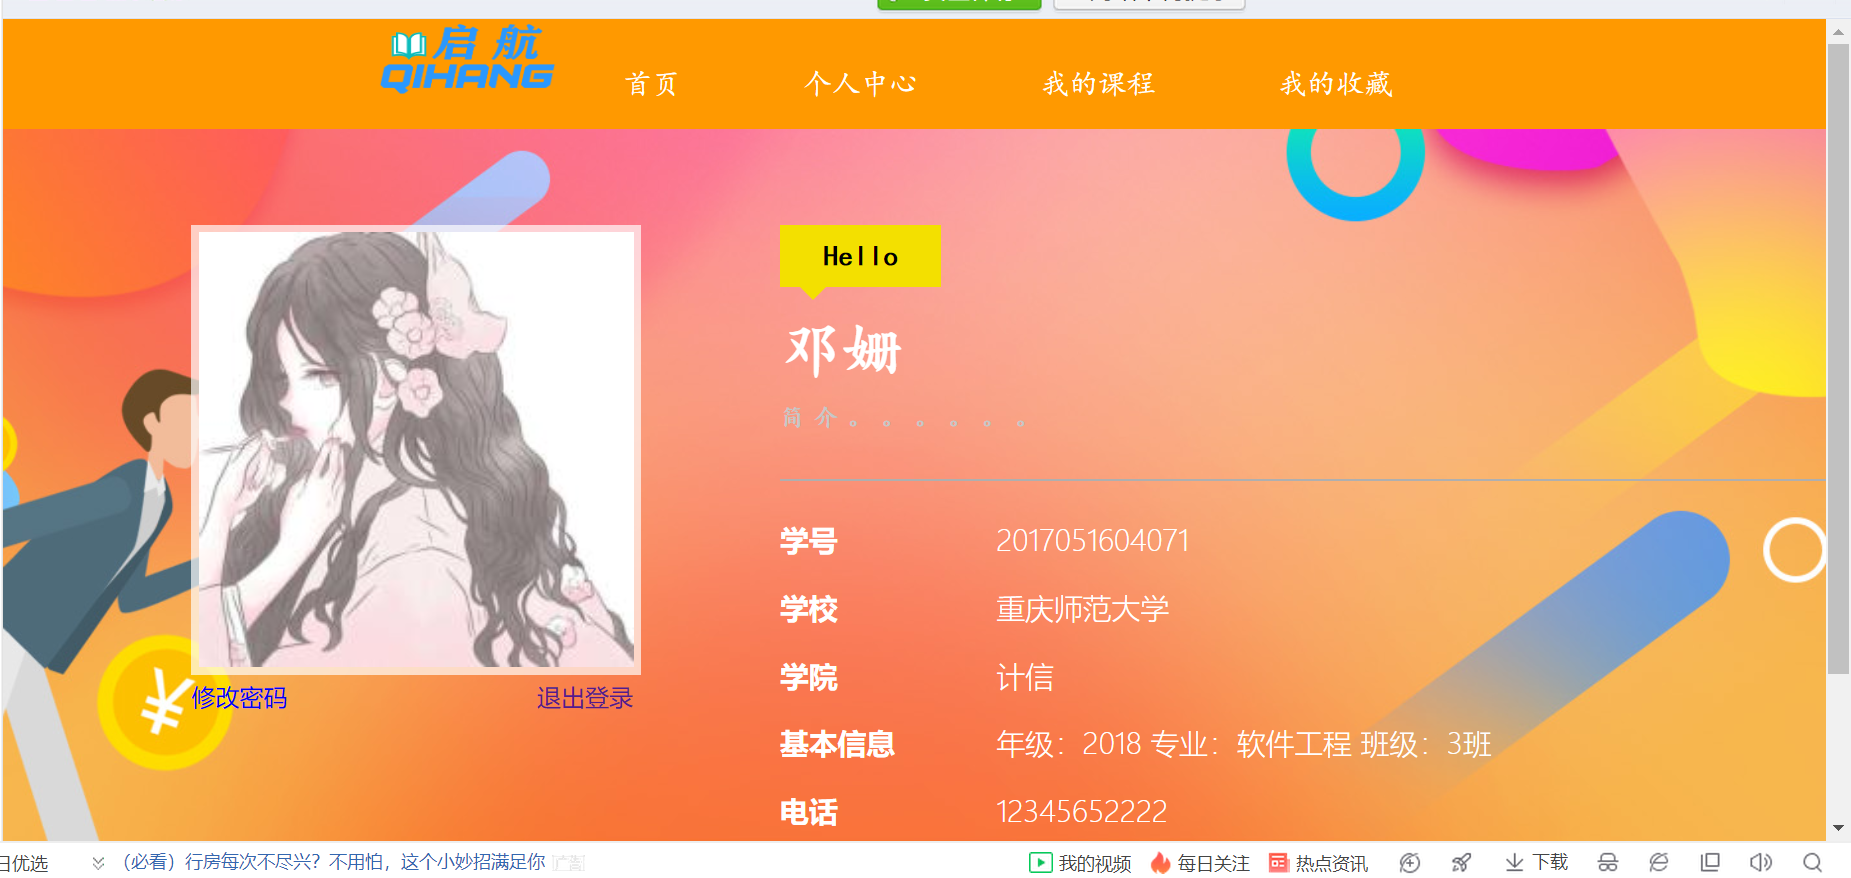 启航
QIHANG
首页 个人中心 我的课程 我的收藏
Hello
邓姗
简 介 。 。 。 。 。 。
学号 2017051604071
学校 重庆师范大学
学院 计信
基本信息 年级：2018 专业：软件工程 班级：3班
电话 12345652222
¥
修改密码 退出登录
日优选 （必看）行房每次不尽兴？不用怕，这个小妙招满足你 广告 我的视频 每日关注 热点资讯 下载